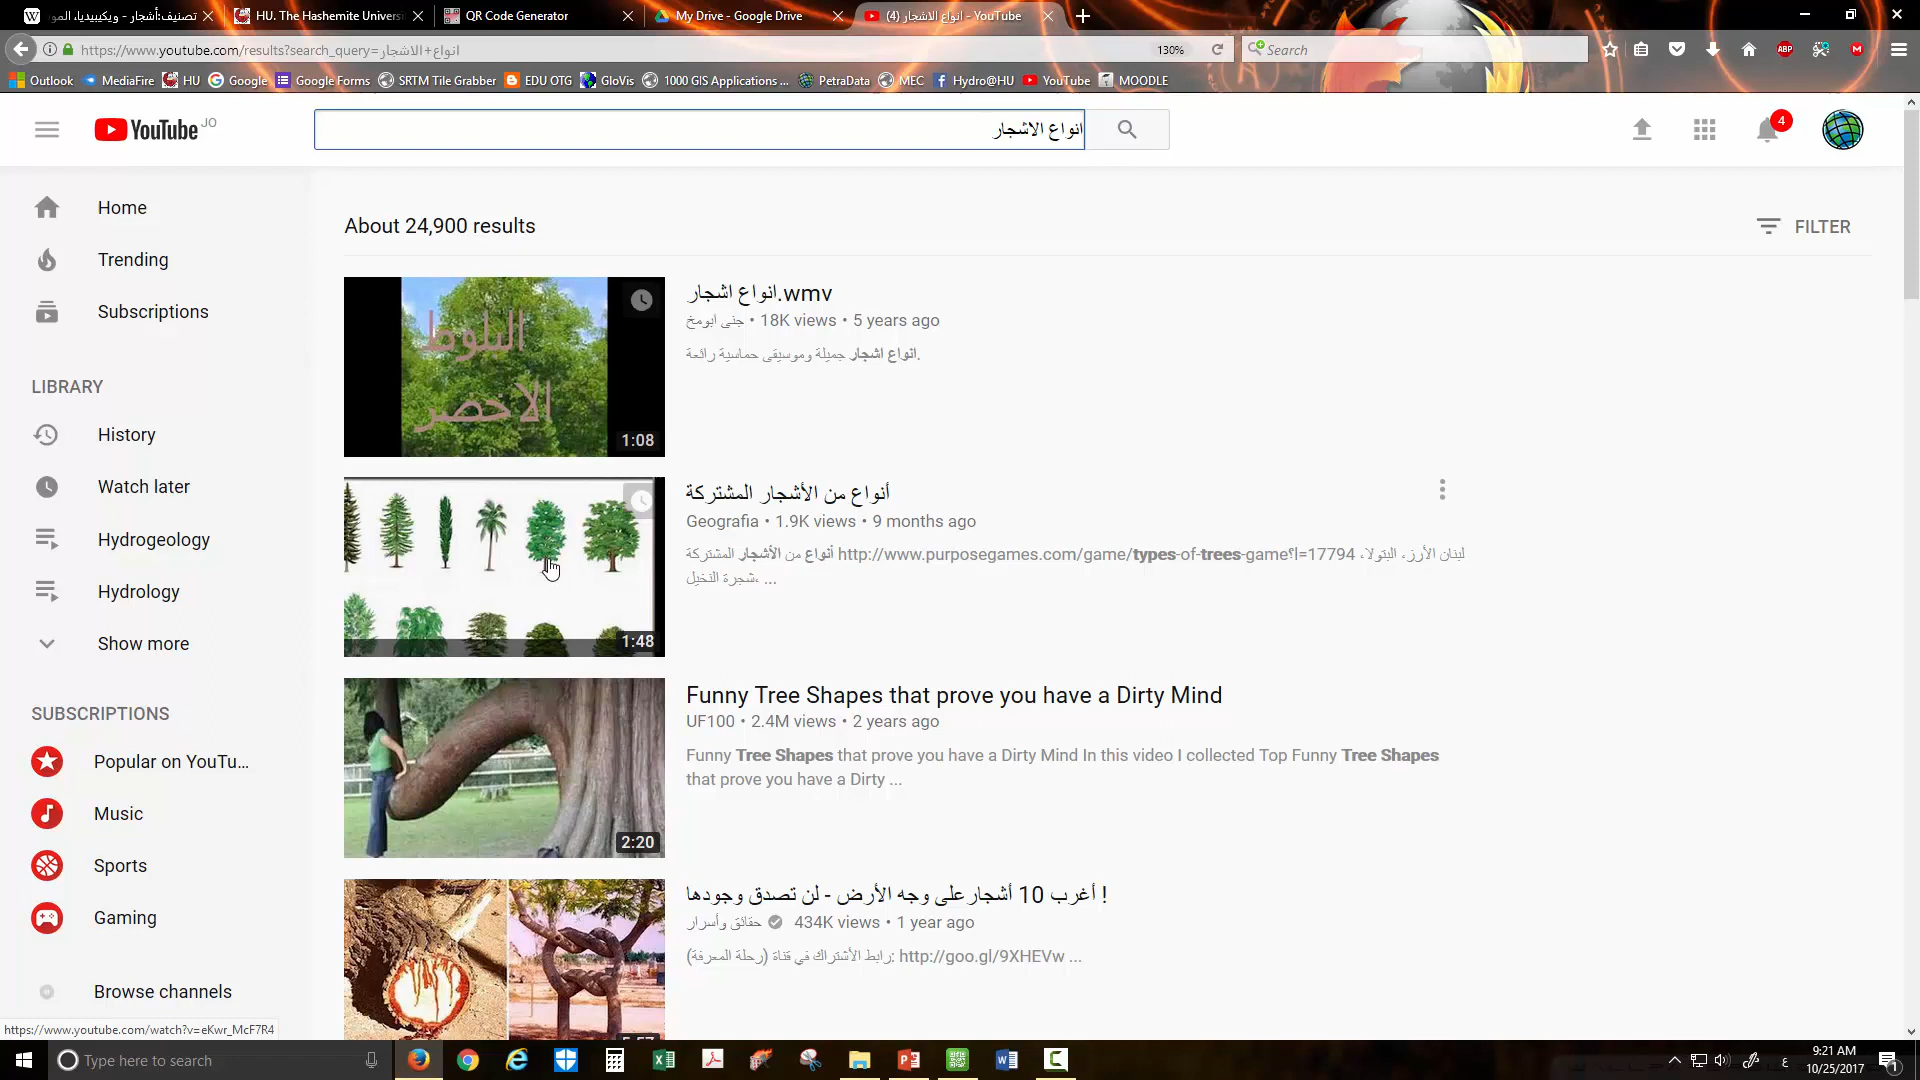 تصنيف:أشجار - ويكيبيديا، المو
HU. The Hashemite Universi
QR Code Generator
My Drive - Google Drive
(4) انواع الاشجار - YouTube
https://www.youtube.com/results?search_query=انواع+الاشجار
130%
Search
Outlook
MediaFire
HU
Google
Google Forms
SRTM Tile Grabber
EDU OTG
GloVis
1000 GIS Applications ...
PetraData
MEC
Hydro@HU
YouTube
MOODLE
YouTube JO
انواع الاشجار
4
Home
Trending
Subscriptions
LIBRARY
History
Watch later
Hydrogeology
Hydrology
Show more
SUBSCRIPTIONS
Popular on YouTu...
Music
Sports
Gaming
Browse channels
https://www.youtube.com/watch?v=eKwr_McF7R4
About 24,900 results
FILTER
البلوط
الاخضر
1:08
انواع اشجار.wmv
جنى ابومخ • 18K views • 5 years ago
انواع اشجار جميلة وموسيقى حماسية رائعة.
1:48
أنواع من الأشجار المشتركة
Geografia • 1.9K views • 9 months ago
أنواع من الأشجار المشتركة http://www.purposegames.com/game/types-of-trees-game؟l=17794 لبنان الأرز، البتولا،
شجرة النخيل، ...
2:20
Funny Tree Shapes that prove you have a Dirty Mind
UF100 • 2.4M views • 2 years ago
Funny Tree Shapes that prove you have a Dirty Mind In this video I collected Top Funny Tree Shapes
that prove you have a Dirty ...
أغرب 10 أشجارعلى وجه الأرض - لن تصدق وجودها !
حقائق وأسرار 434K views • 1 year ago
رابط الأشتراك في قناة (رحلة المعرفة): http://goo.gl/9XHEVw ...
Type here to search
ع
9:21 AM
10/25/2017
1